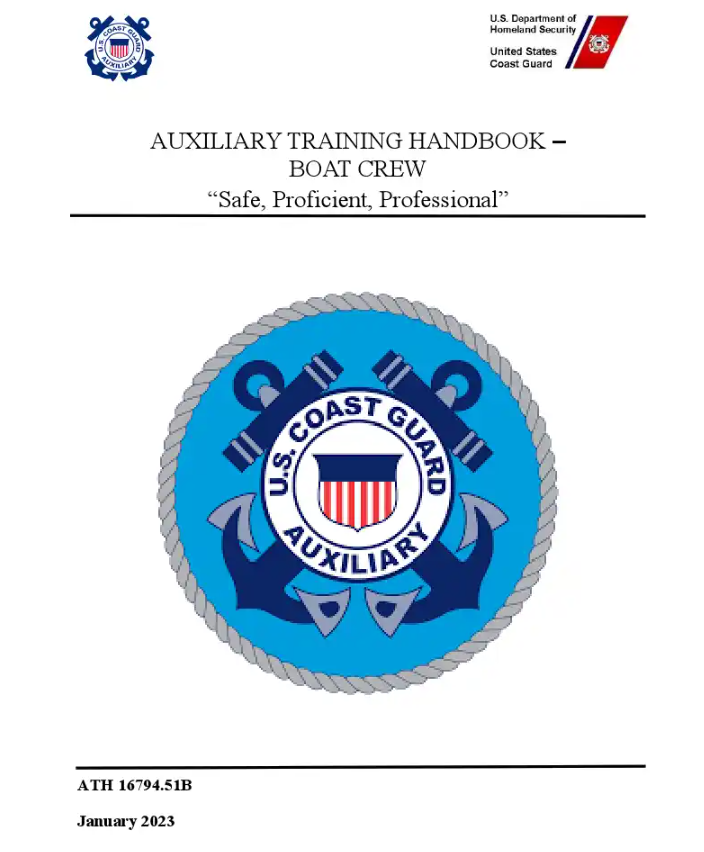 U.S. COAST GUARD
AUXILIARY
U.S. Department of
Homeland Security
United States
Coast Guard
AUXILIARY TRAINING HANDBOOK –
BOAT CREW
“Safe, Proficient, Professional”
U.S. COAST GUARD
AUXILIARY
ATH 16794.51B
January 2023